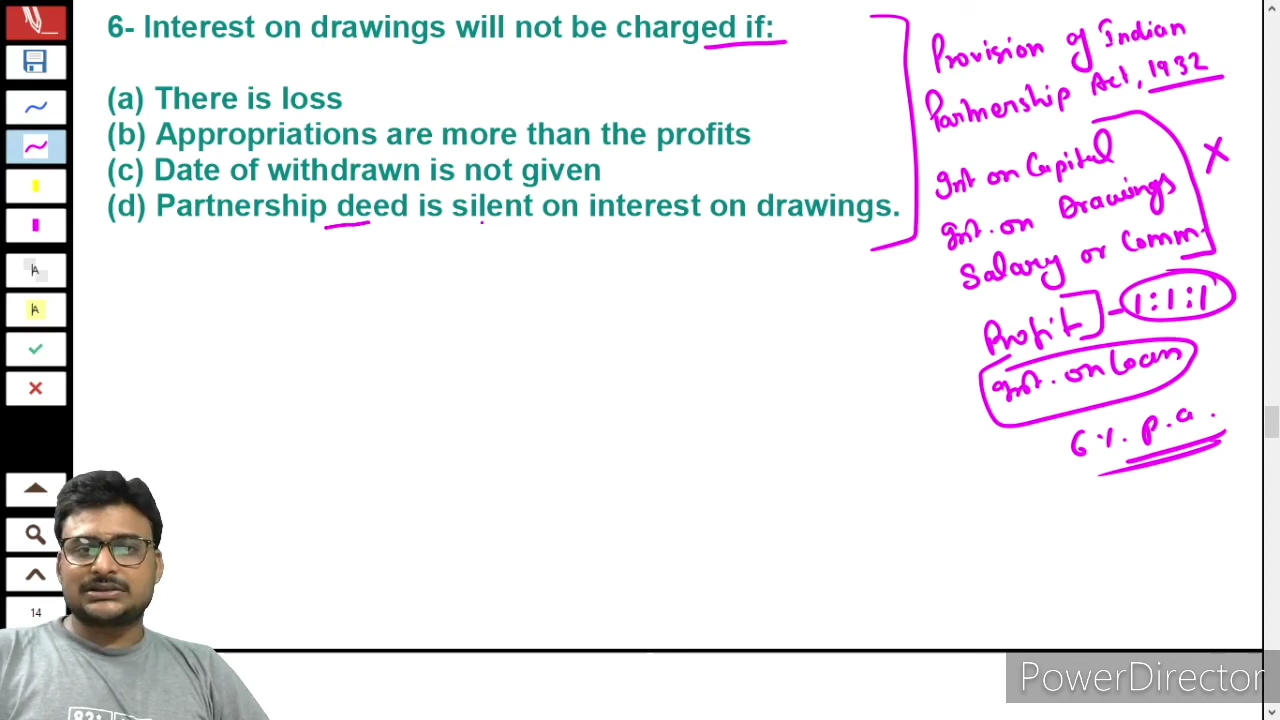 6- Interest on drawings will not be charged if:
(a) There is loss
(b) Appropriations are more than the profits
(c) Date of withdrawn is not given
(d) Partnership deed is silent on interest on drawings.
Provision of Indian
Partnership Act, 1932
Int on Capital
Int. on Drawings
Salary or Comm.
X
Profit] - 1:1:1
Int. on Loan
6%. p.a.
14
PowerDirector